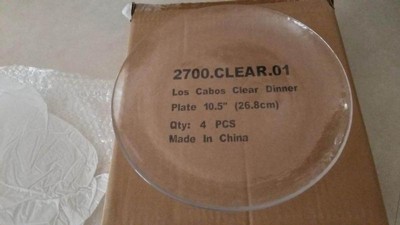 2700.CLEAR.01
Los Cabos Clear Dinner
Plate 10.5" (26.8cm)
Qty: 4 PCS
Made In China